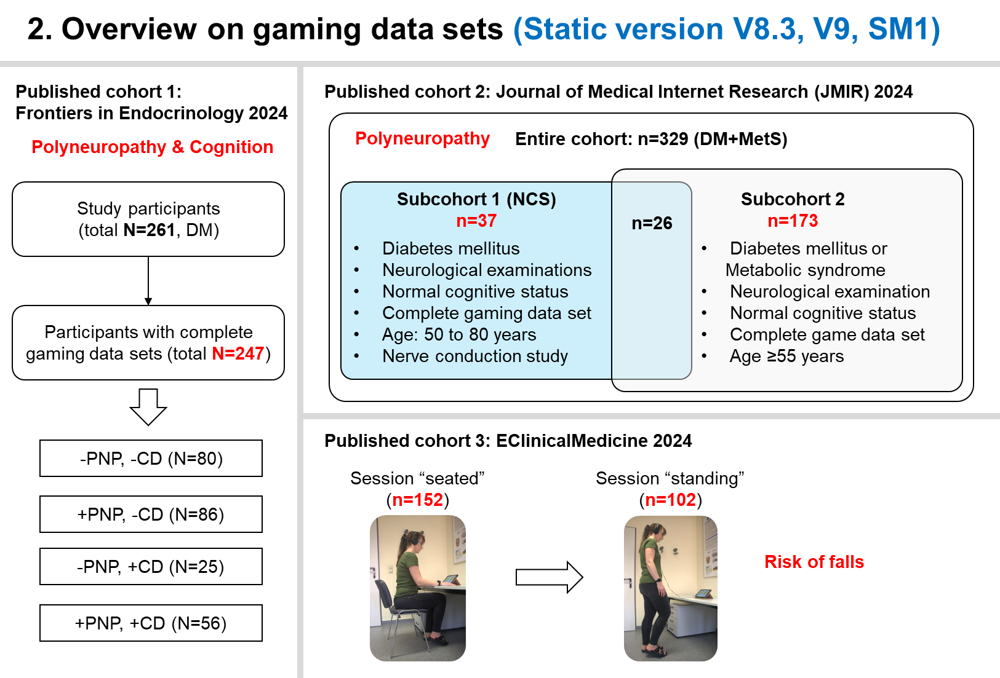 2. Overview on gaming data sets (Static version V8.3, V9, SM1)
Published cohort 1:
Frontiers in Endocrinology 2024
Polyneuropathy & Cognition
Study participants
(total N=261, DM)
Participants with complete
gaming data sets (total N=247)
-PNP, -CD (N=80)
+PNP, -CD (N=86)
-PNP, +CD (N=25)
+PNP, +CD (N=56)
Published cohort 2: Journal of Medical Internet Research (JMIR) 2024
Polyneuropathy Entire cohort: n=329 (DM+MetS)
Subcohort 1 (NCS)
n=37
• Diabetes mellitus
• Neurological examinations
• Normal cognitive status
• Complete gaming data set
• Age: 50 to 80 years
• Nerve conduction study
n=26
Subcohort 2
n=173
• Diabetes mellitus or
Metabolic syndrome
• Neurological examination
• Normal cognitive status
• Complete game data set
• Age ≥55 years
Published cohort 3: EClinicalMedicine 2024
Session “seated”
(n=152)
Session “standing”
(n=102)
Risk of falls